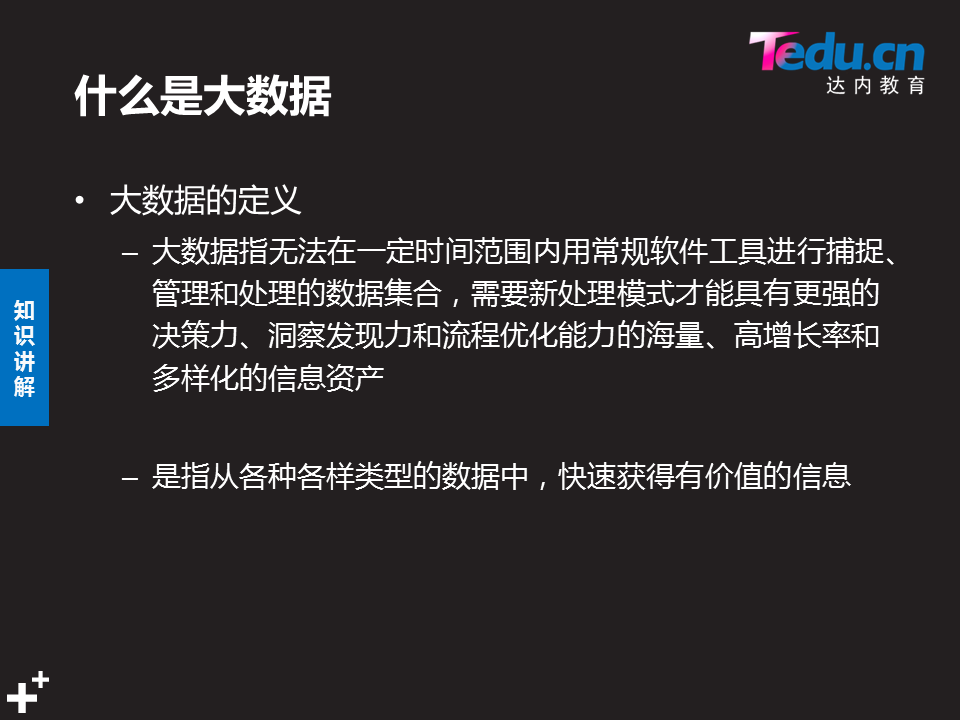 Tedu.cn
达内教育
什么是大数据
• 大数据的定义
– 大数据指无法在一定时间范围内用常规软件工具进行捕捉、
管理和处理的数据集合，需要新处理模式才能具有更强的
决策力、洞察发现力和流程优化能力的海量、高增长率和
多样化的信息资产
– 是指从各种各样类型的数据中，快速获得有价值的信息
知识讲解